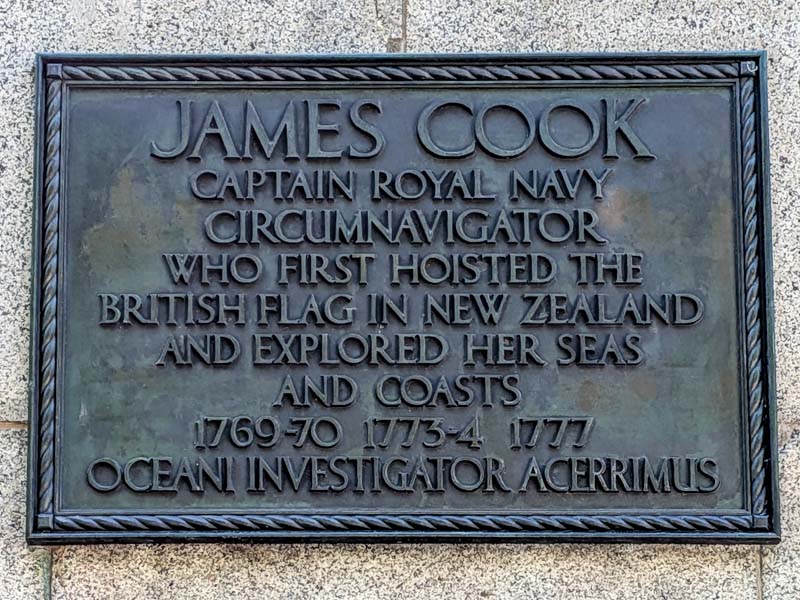 JAMES COOK
CAPTAIN ROYAL NAVY
CIRCUMNAVIGATOR
WHO FIRST HOISTED THE
BRITISH FLAG IN NEW ZEALAND
AND EXPLORED HER SEAS
AND COASTS
1769-70 1773-4 1777
OCEANI INVESTIGATOR ACERRIMUS